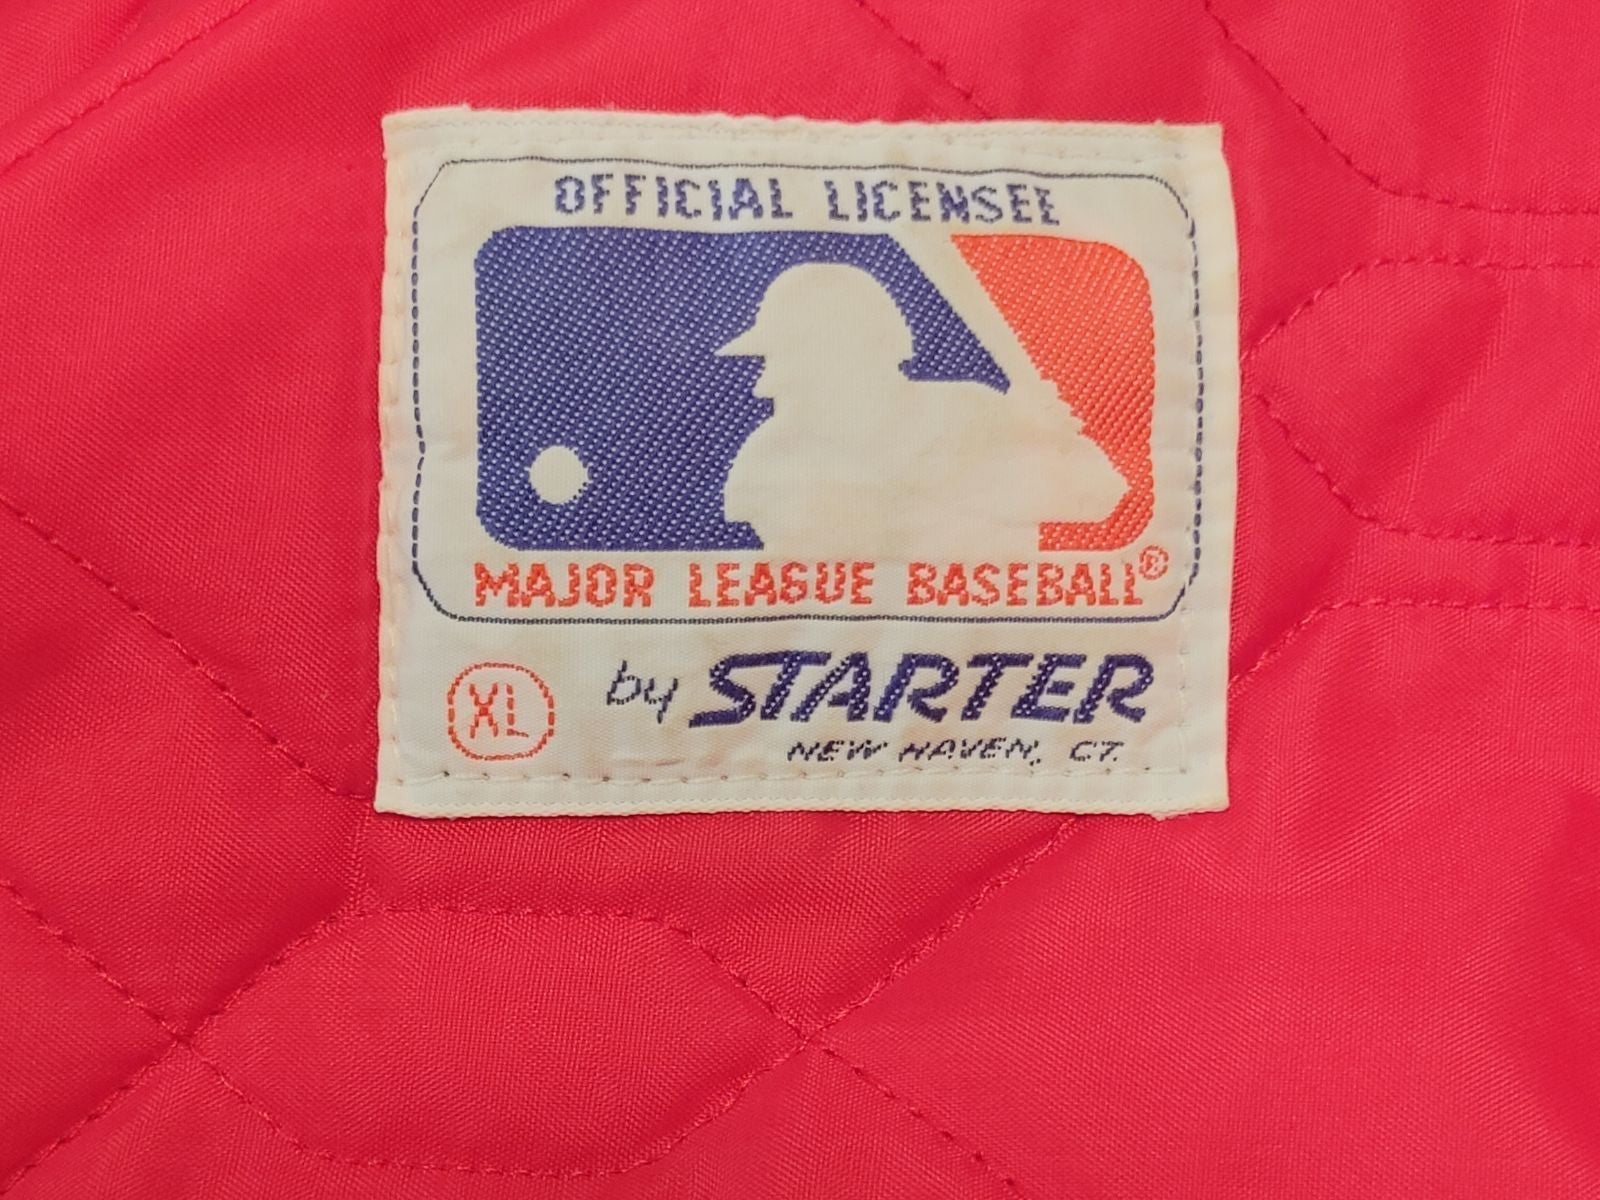 OFFICIAL LICENSEE
MAJOR LEAGUE BASEBALL®
XL by STARTER
NEW HAVEN, CT.